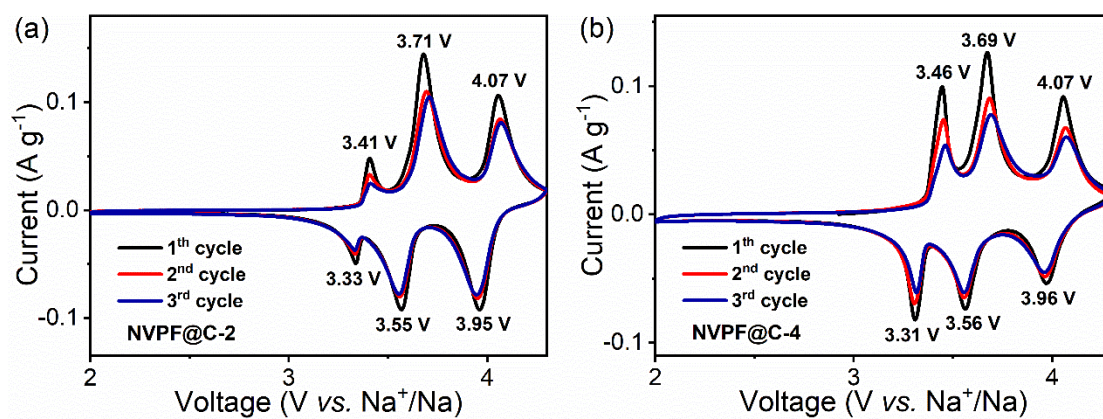 (a)
3.71 V
4.07 V
3.41 V
0.1
0.0
-0.1
Current (A g⁻¹)
1ᵗʰ cycle
2ⁿᵈ cycle
3ʳᵈ cycle
NVPF@C-2
3.33 V
3.55 V
3.95 V
2
3
4
Voltage (V vs. Na⁺/Na)
(b)
3.69 V
3.46 V
4.07 V
0.1
0.0
-0.1
Current (A g⁻¹)
1ᵗʰ cycle
2ⁿᵈ cycle
3ʳᵈ cycle
NVPF@C-4
3.31 V
3.56 V
3.96 V
2
3
4
Voltage (V vs. Na⁺/Na)